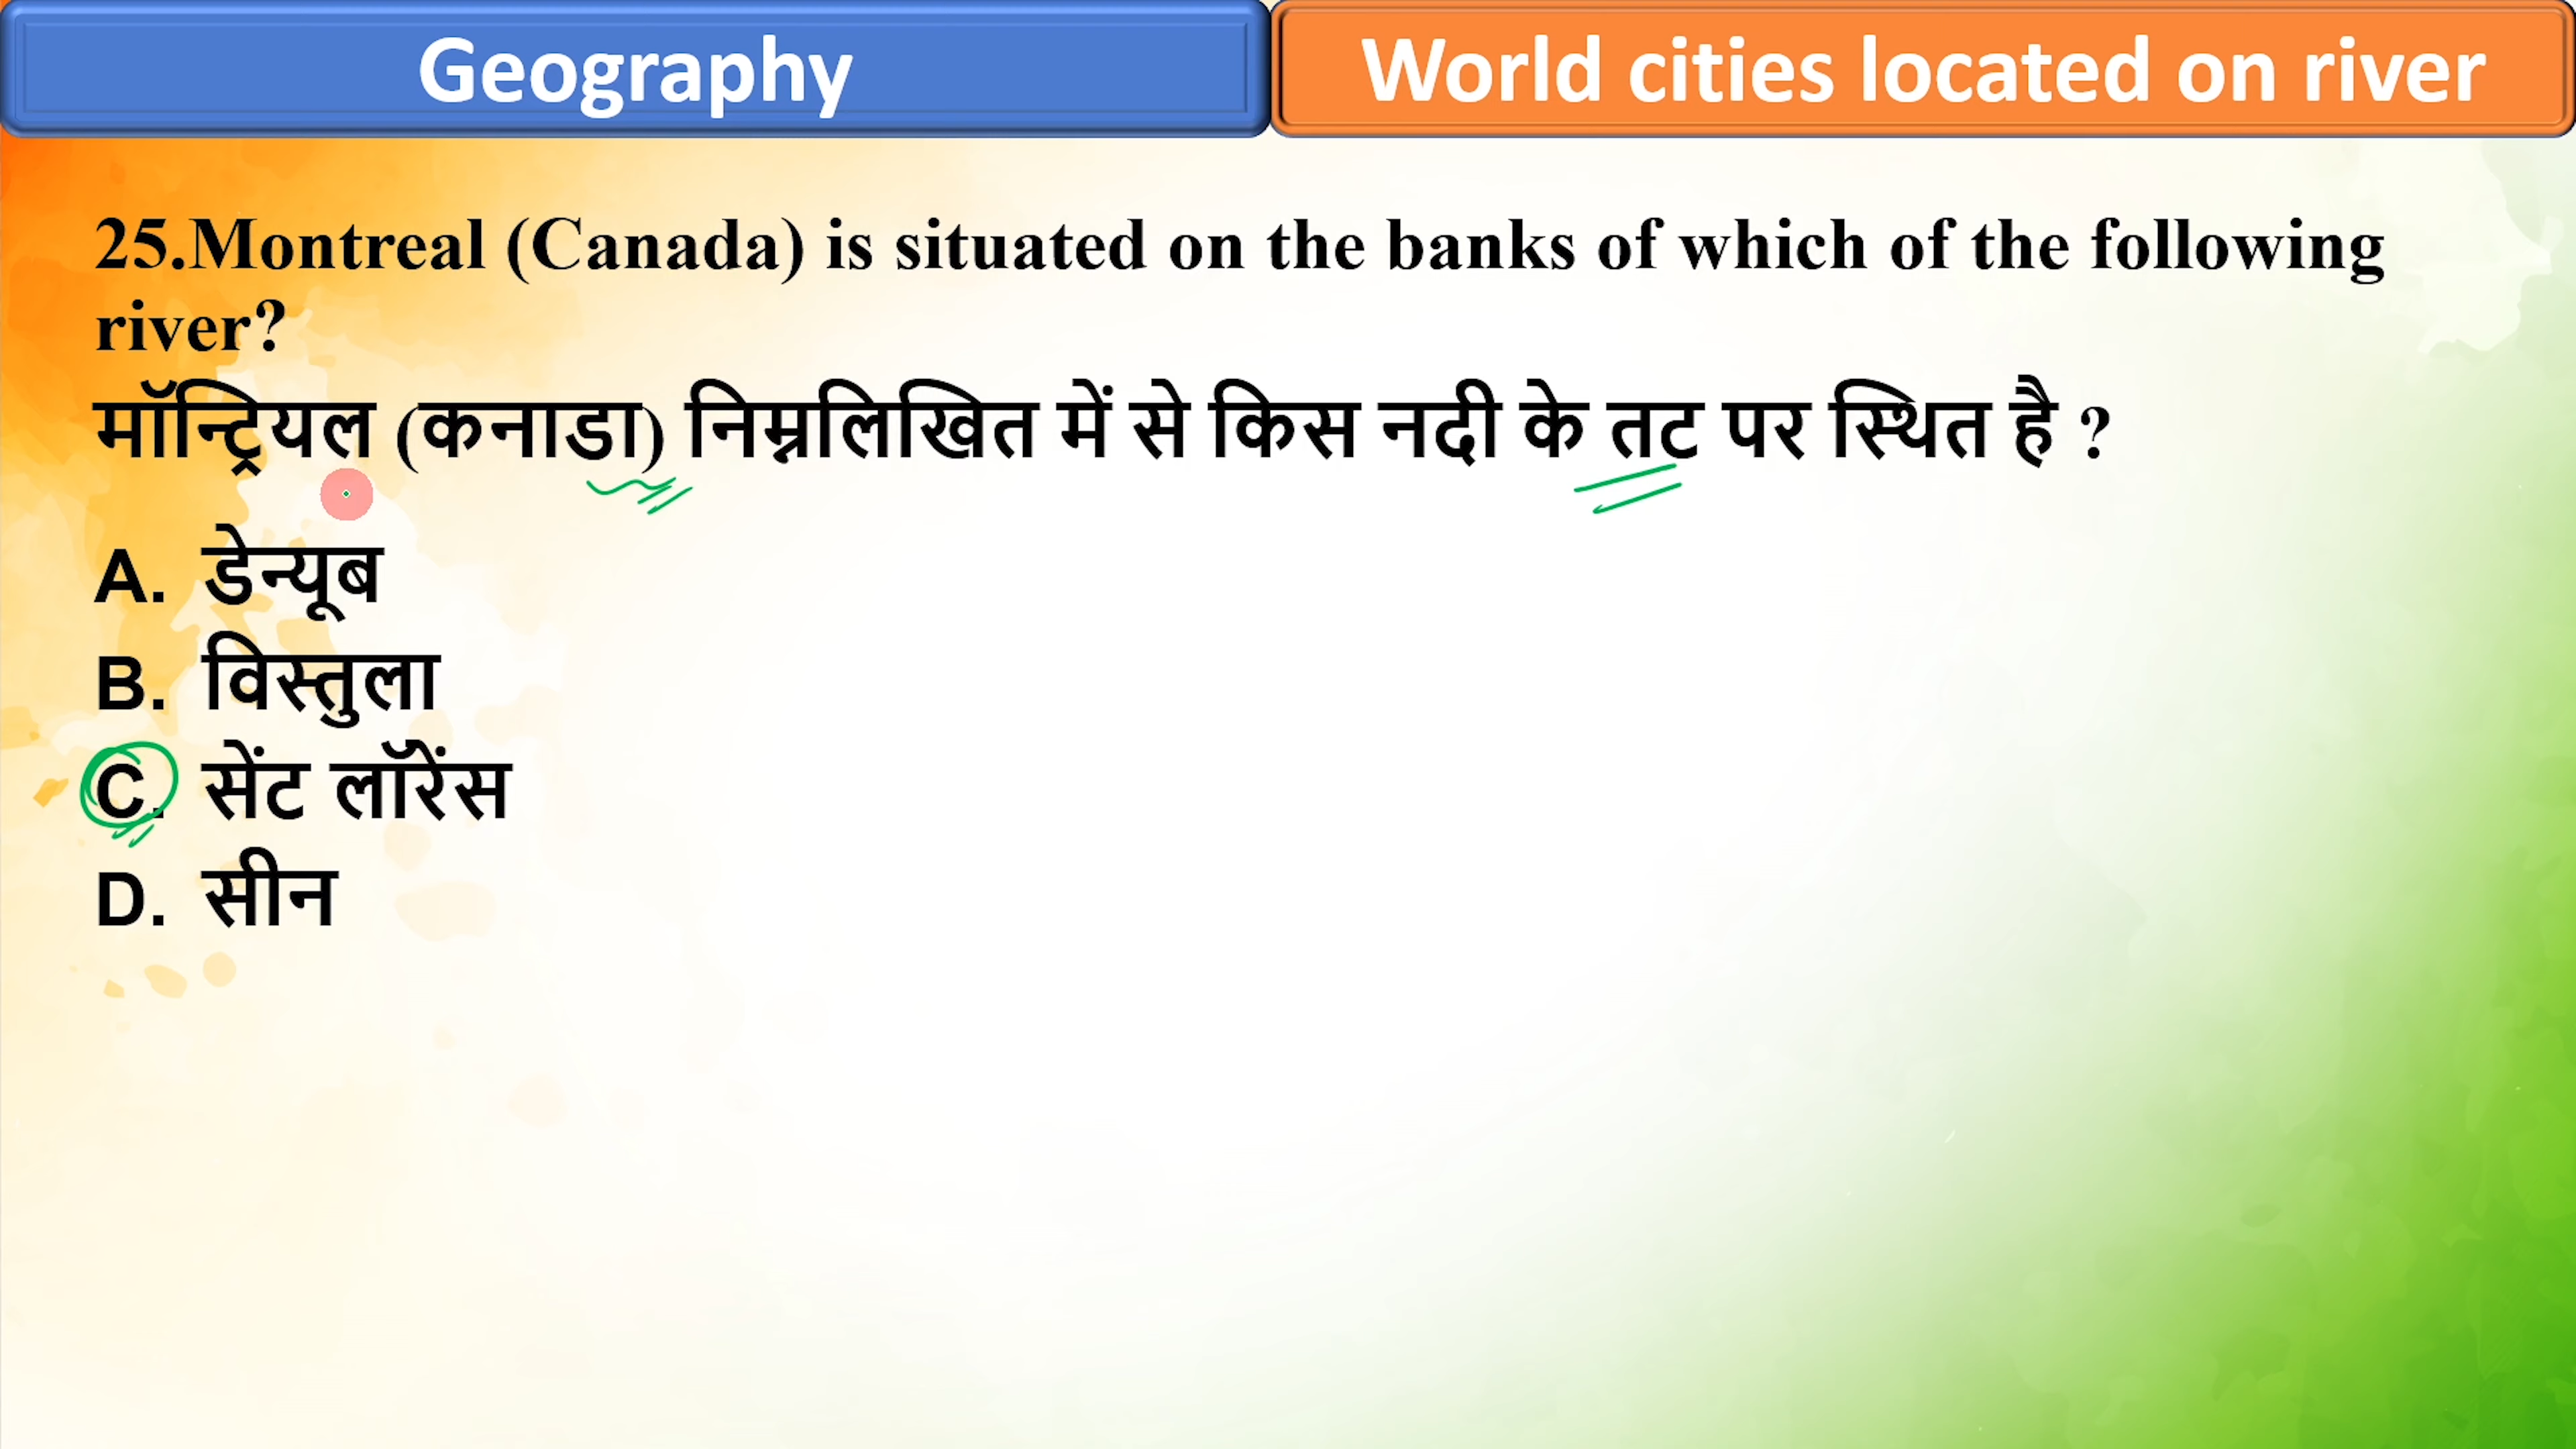 Geography
World cities located on river
25.Montreal (Canada) is situated on the banks of which of the following
river?
मॉन्ट्रियल (कनाडा) निम्नलिखित में से किस नदी के तट पर स्थित है ?
A. डेन्यूब
B. विस्तुला
C. सेंट लॉरेंस
D. सीन